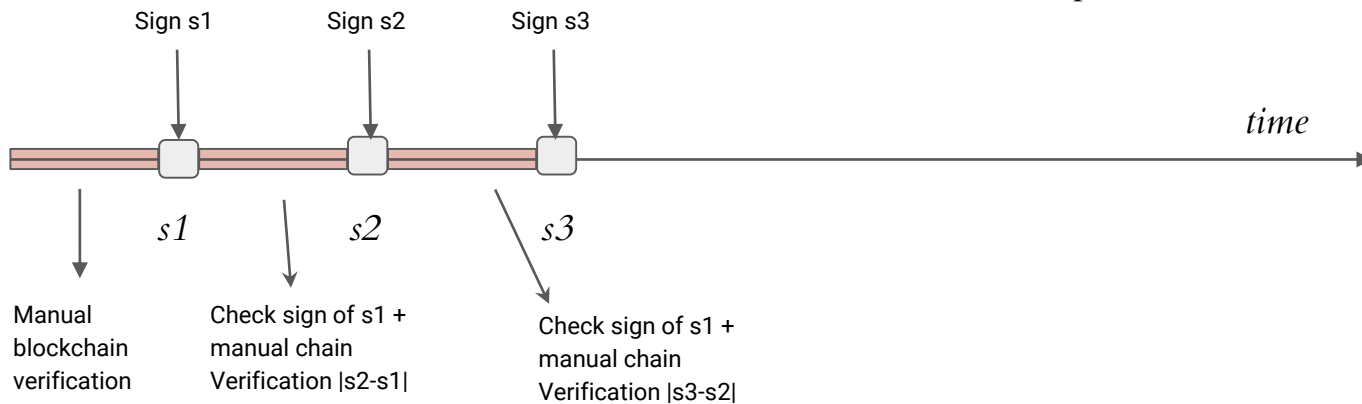 Sign s1
Sign s2
Sign s3
time
s1
s2
s3
Manual
blockchain
verification
Check sign of s1 +
manual chain
Verification |s2-s1|
Check sign of s1 +
manual chain
Verification |s3-s2|